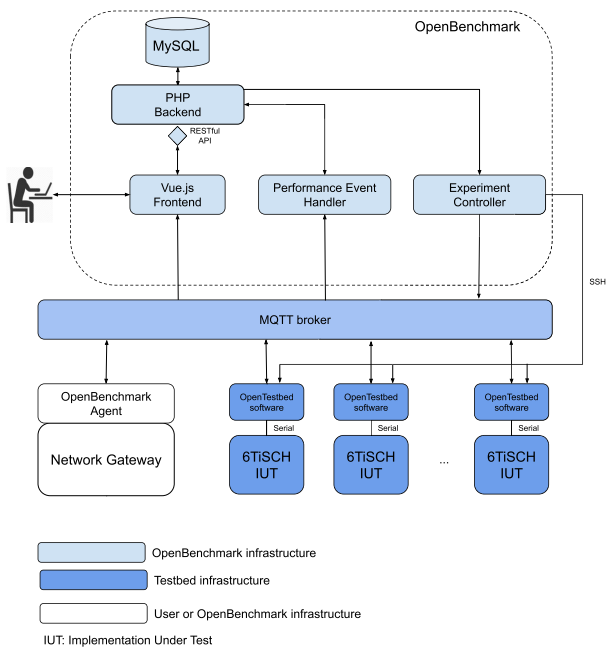 OpenBenchmark
MySQL
PHP
Backend
RESTful
API
Vue.js
Frontend
Performance Event
Handler
Experiment
Controller
SSH
MQTT broker
OpenBenchmark
Agent
Network Gateway
OpenTestbed
software
Serial
6TiSCH
IUT
OpenTestbed
software
Serial
6TiSCH
IUT
...
OpenTestbed
software
Serial
6TiSCH
IUT
OpenBenchmark infrastructure
Testbed infrastructure
User or OpenBenchmark infrastructure
IUT: Implementation Under Test